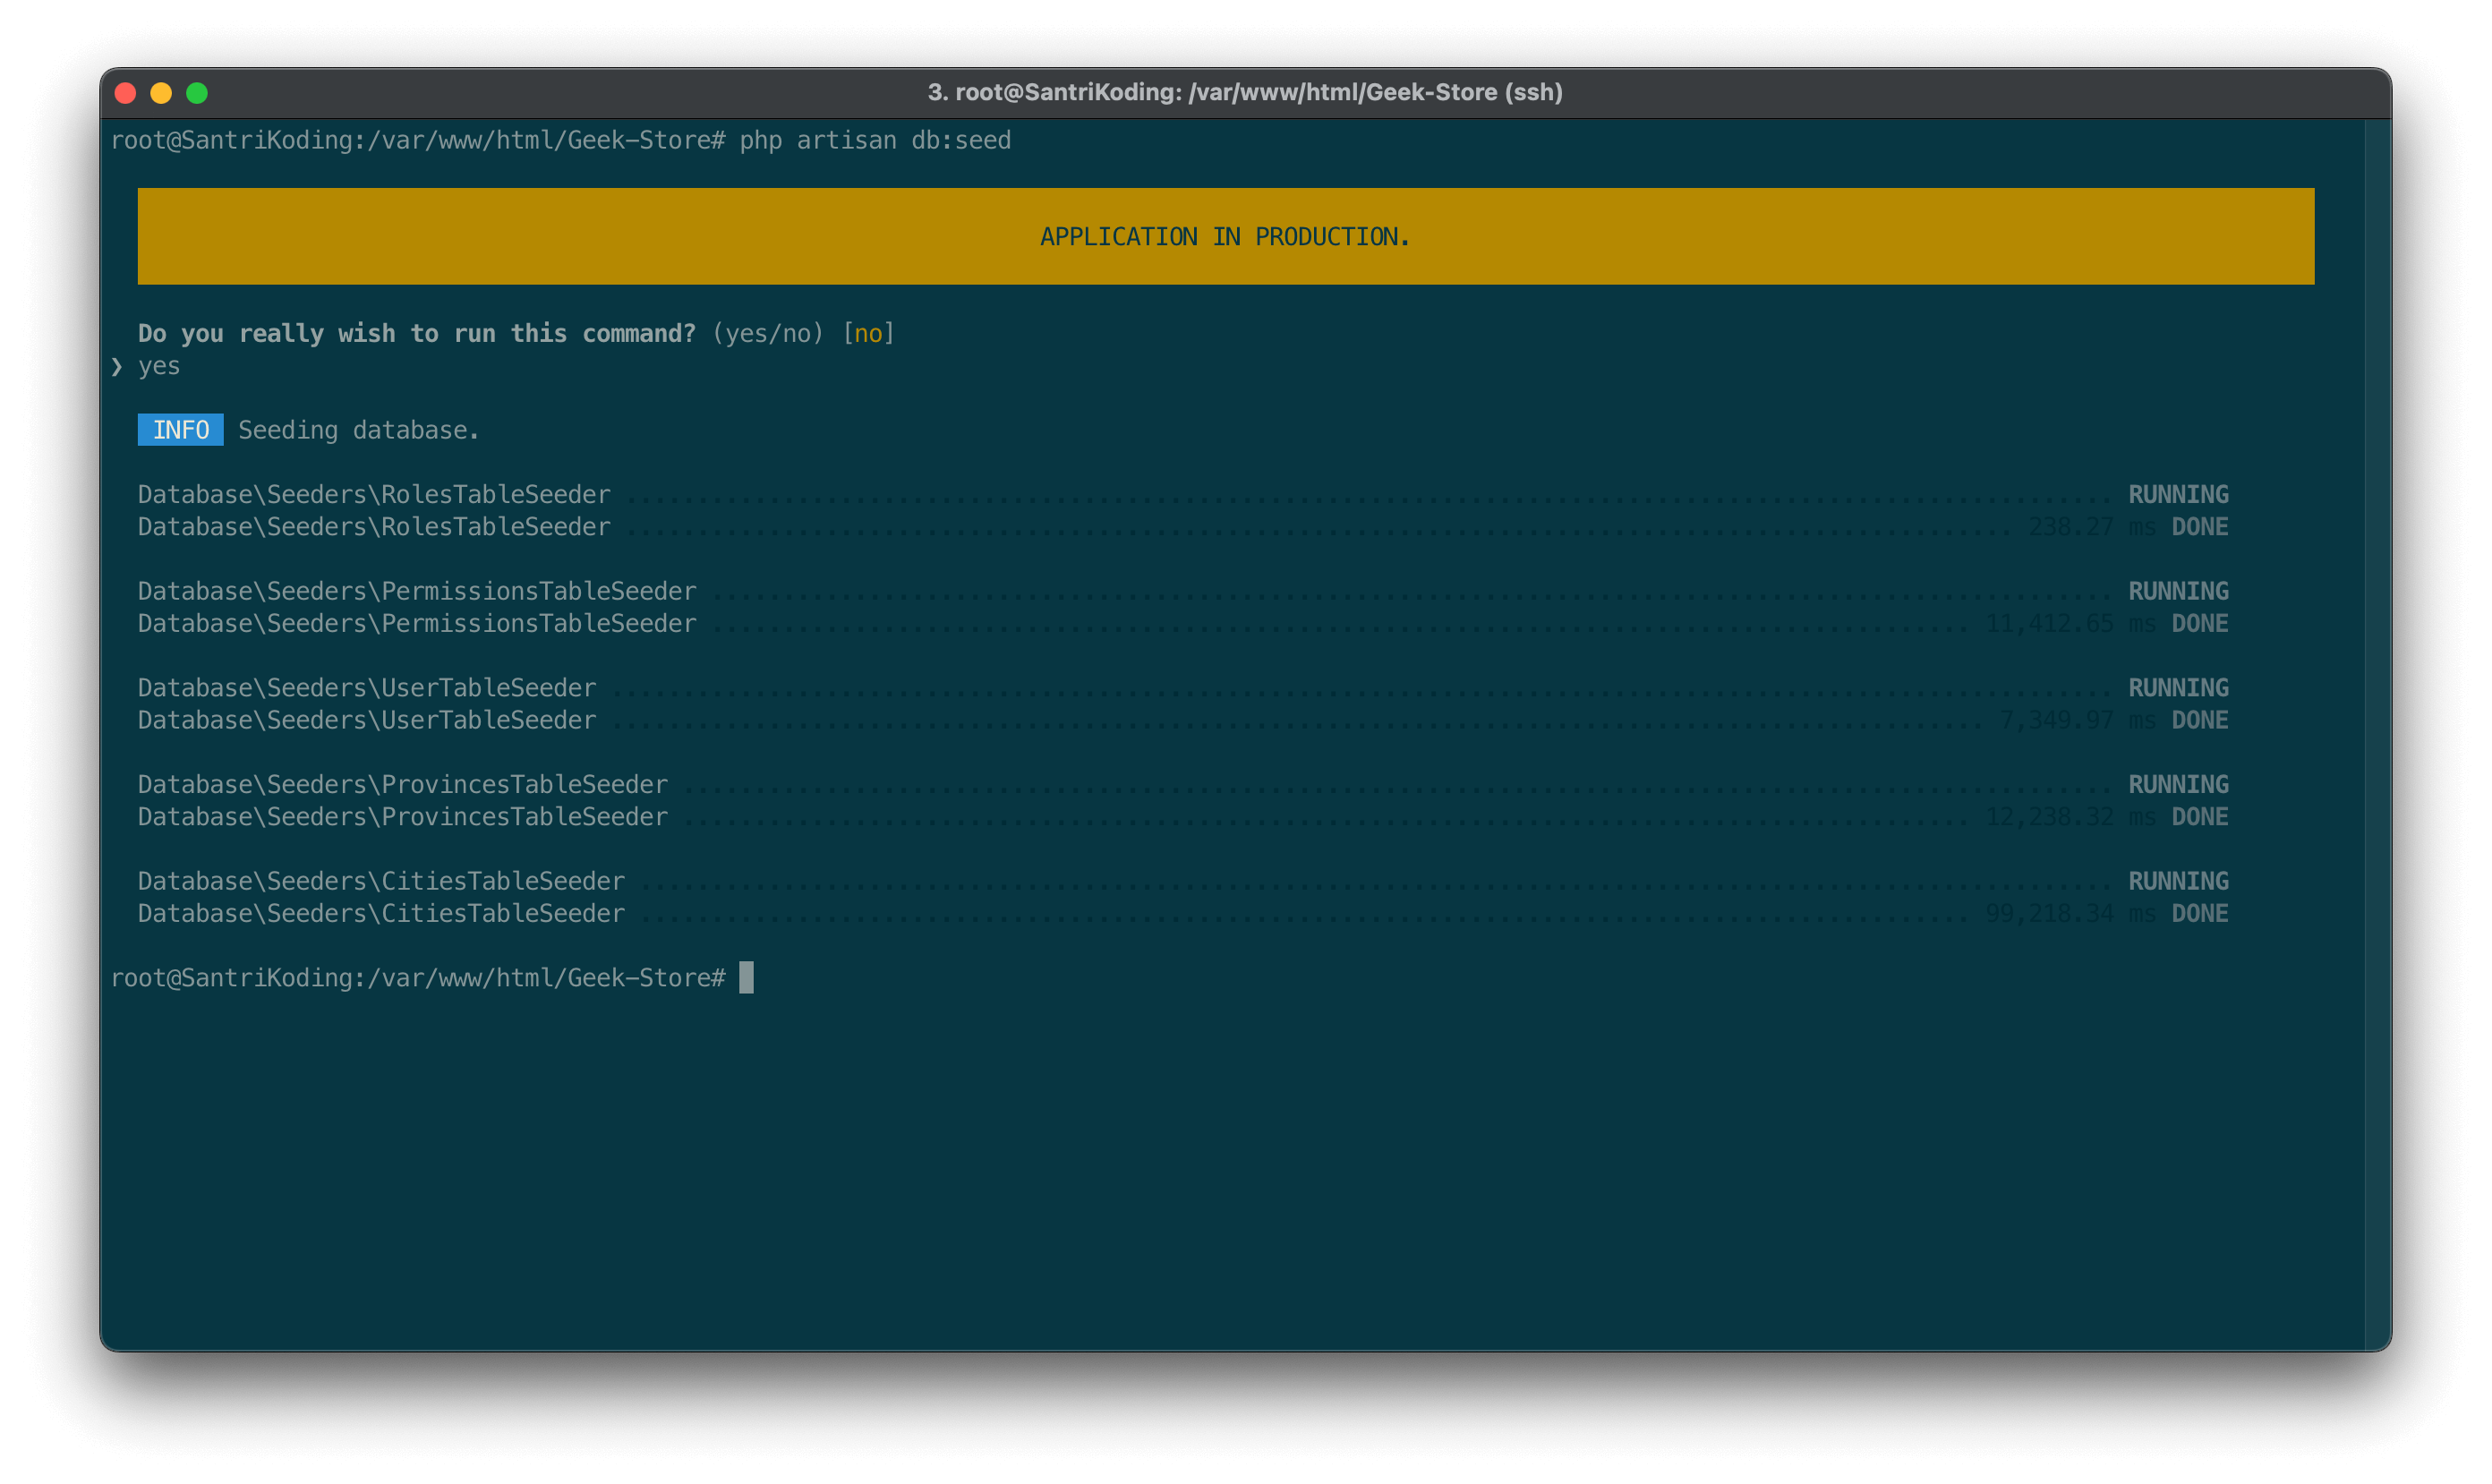 3. root@SantriKoding: /var/www/html/Geek-Store (ssh)
root@SantriKoding:/var/www/html/Geek-Store# php artisan db:seed
APPLICATION IN PRODUCTION.
Do you really wish to run this command? (yes/no) [no]
❯ yes
INFO Seeding database.
Database\Seeders\RolesTableSeeder ........................................................................................................ RUNNING
Database\Seeders\RolesTableSeeder ................................................................................................. 238.27 ms DONE
Database\Seeders\PermissionsTableSeeder .................................................................................................. RUNNING
Database\Seeders\PermissionsTableSeeder ........................................................................................ 11,412.65 ms DONE
Database\Seeders\UserTableSeeder ......................................................................................................... RUNNING
Database\Seeders\UserTableSeeder ................................................................................................ 7,349.97 ms DONE
Database\Seeders\ProvincesTableSeeder .................................................................................................... RUNNING
Database\Seeders\ProvincesTableSeeder .......................................................................................... 12,238.32 ms DONE
Database\Seeders\CitiesTableSeeder ....................................................................................................... RUNNING
Database\Seeders\CitiesTableSeeder ............................................................................................. 99,218.34 ms DONE
root@SantriKoding:/var/www/html/Geek-Store#